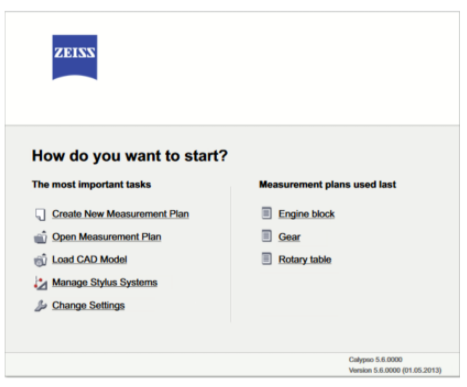 ZEISS
How do you want to start?
The most important tasks
Create New Measurement Plan
Open Measurement Plan
Load CAD Model
Manage Stylus Systems
Change Settings
Measurement plans used last
Engine block
Gear
Rotary table
Calypso 5.6.0000
Version 5.6.0000 (01.05.2013)